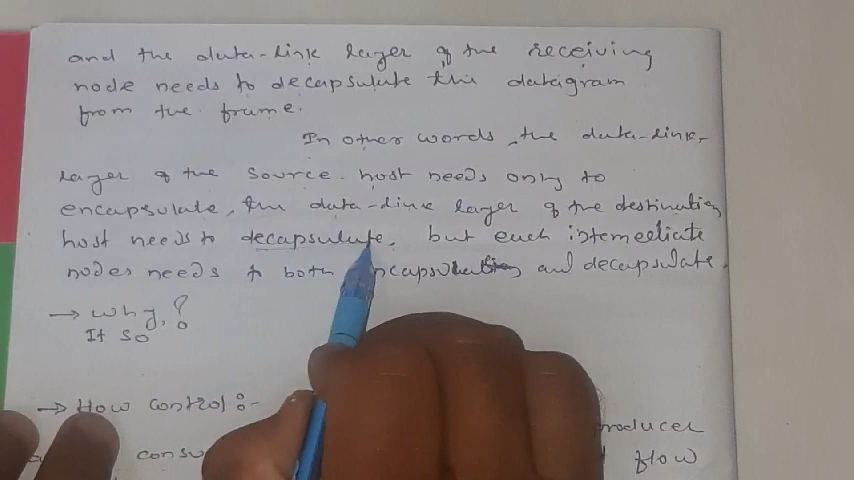 and the data-link layer of the receiving
node needs to decapsulate this datagram
from the frame.
In other words, the data-link-
layer of the source host needs only to
encapsulate, the data-link layer of the destination
host needs to decapsulate, but each intemediate
nodes needs to both and decapsulate.
→ Why?
It so
→ How control :-
producer
flow